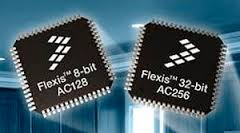 Flexis™ 8-bit
AC128
Flexis™ 32-bit
AC256